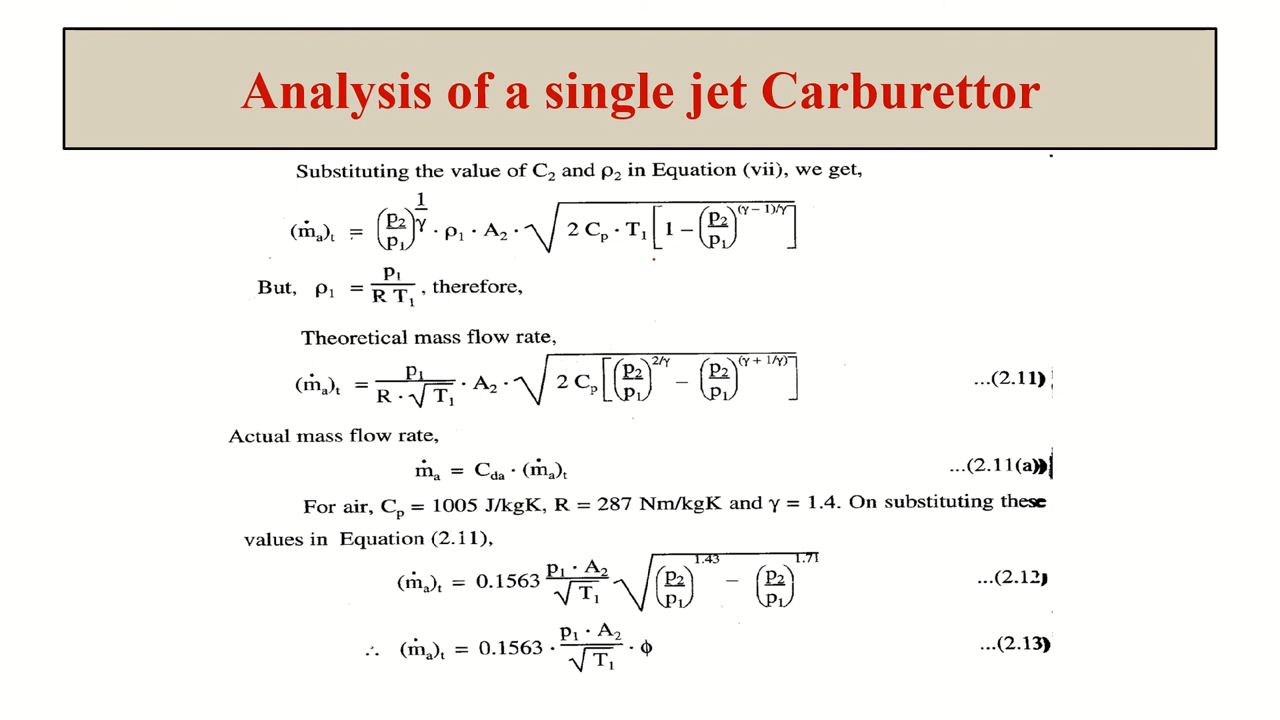 Analysis of a single jet Carburettor
Substituting the value of C₂ and ρ₂ in Equation (vii), we get,
(ṁₐ)ₜ = (p₂/p₁)^(1/γ) · ρ₁ · A₂ · √(2 Cₚ · T₁ [1 − (p₂/p₁)^((γ − 1)/γ)])
But, ρ₁ = p₁/(R T₁), therefore,
Theoretical mass flow rate,
(ṁₐ)ₜ = p₁/(R · √T₁) · A₂ · √(2 Cₚ [(p₂/p₁)^(2/γ) − (p₂/p₁)^(γ + 1/γ)]) ...(2.11)
Actual mass flow rate,
ṁₐ = C_da · (ṁₐ)ₜ ...(2.11(a))
For air, Cₚ = 1005 J/kgK, R = 287 Nm/kgK and γ = 1.4. On substituting these
values in Equation (2.11),
(ṁₐ)ₜ = 0.1563 (p₁ · A₂)/√T₁ √((p₂/p₁)^1.43 − (p₂/p₁)^1.71) ...(2.12)
∴ (ṁₐ)ₜ = 0.1563 · (p₁ · A₂)/√T₁ · ϕ ...(2.13)